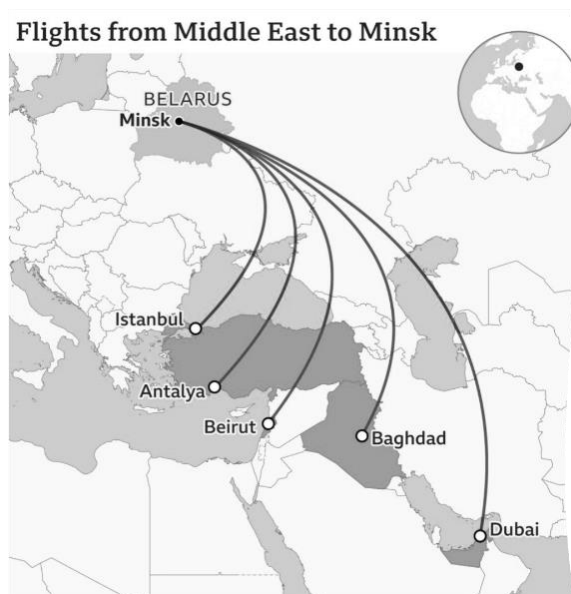 Flights from Middle East to Minsk
BELARUS
Minsk
Istanbul
Antalya
Beirut
Baghdad
Dubai